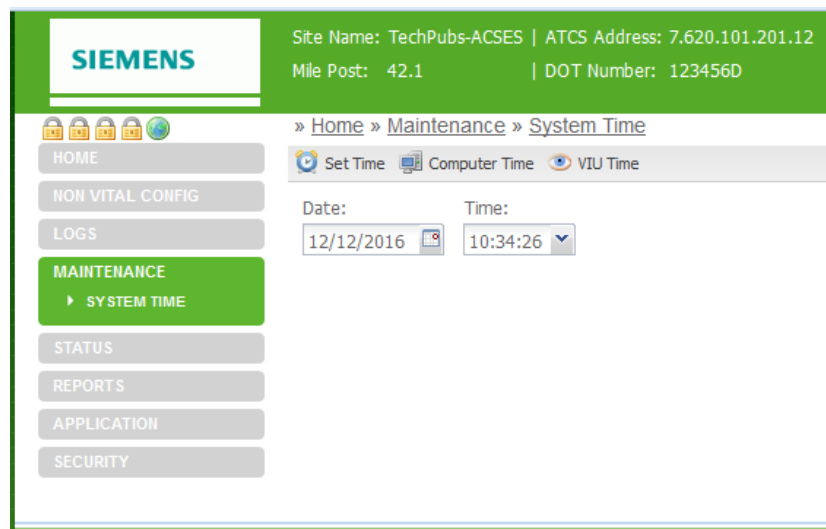 SIEMENS
Site Name: TechPubs-ACSES | ATCS Address: 7.620.101.201.12
Mile Post: 42.1 | DOT Number: 123456D
» Home » Maintenance » System Time
Set Time Computer Time VIU Time
HOME
NON VITAL CONFIG
LOGS
MAINTENANCE
SYSTEM TIME
STATUS
REPORTS
APPLICATION
SECURITY
Date: Time:
12/12/2016 10:34:26